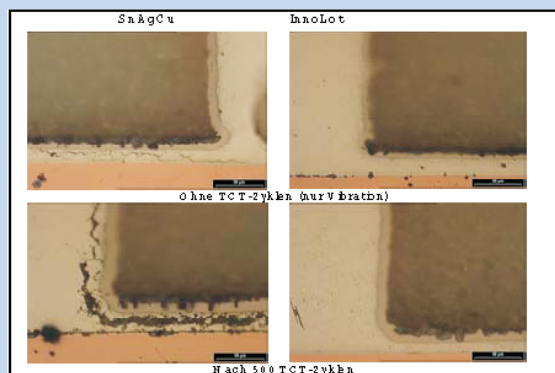 SnAgCu InnoLot
Ohne TCT-Zyklen (nur Vibration)
Nach 500 TCT-Zyklen